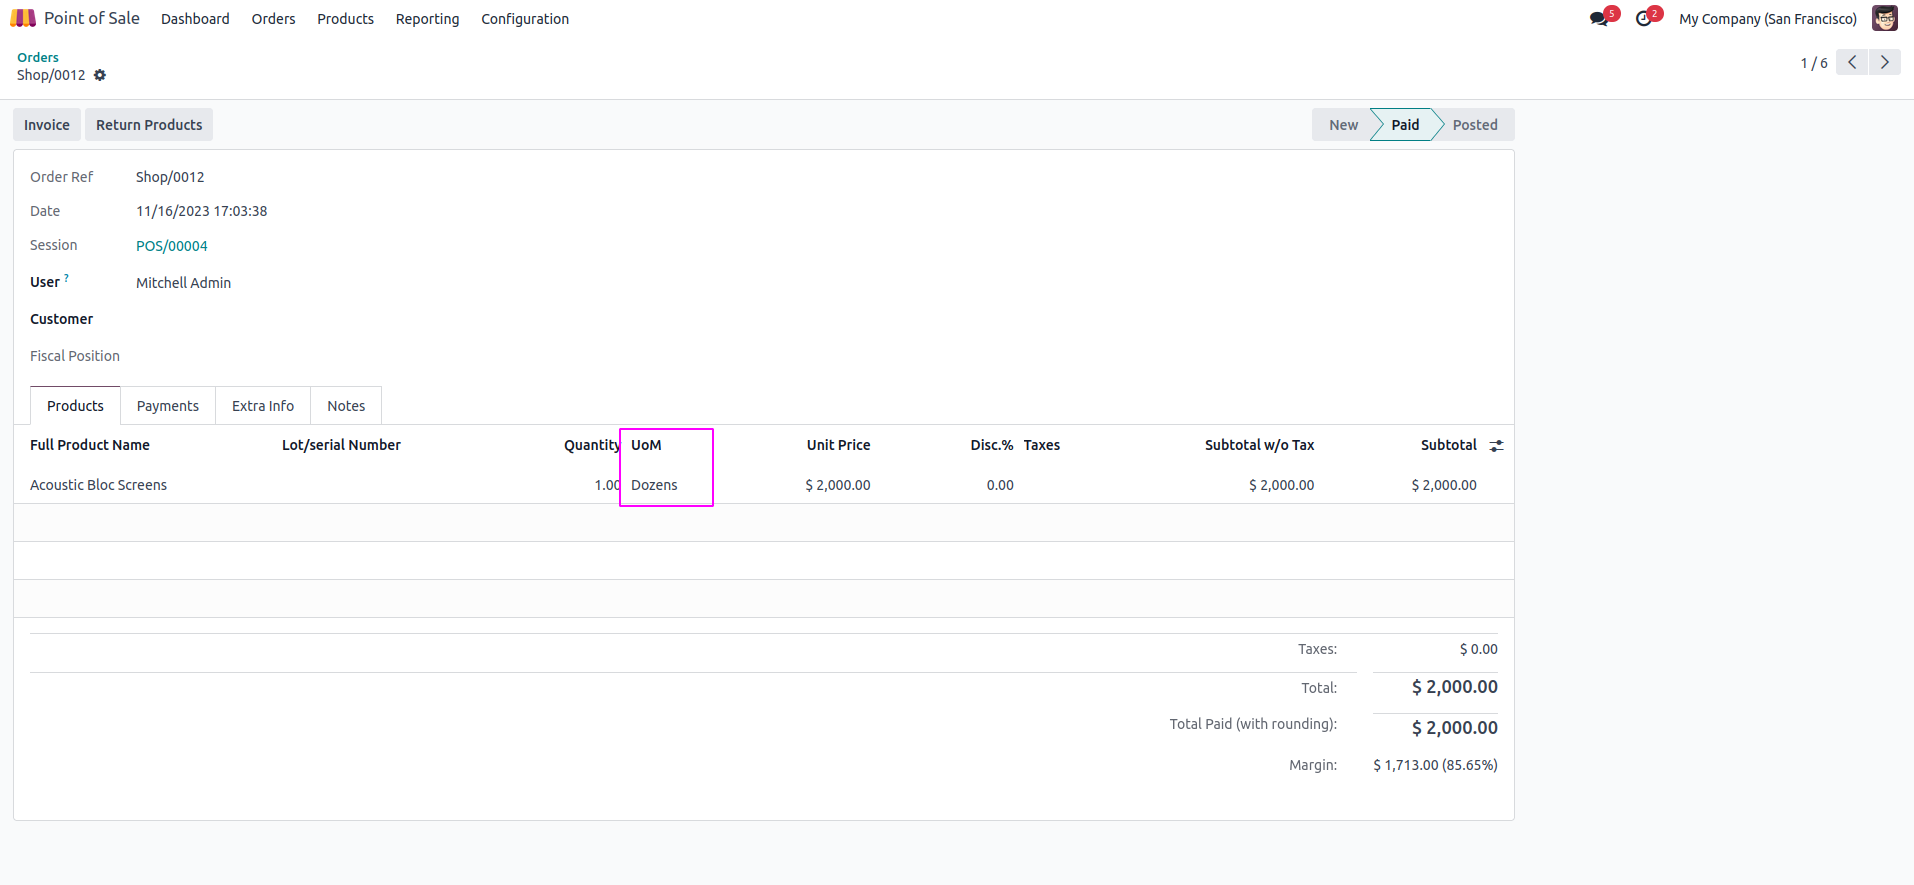 Point of Sale Dashboard Orders Products Reporting Configuration 5 2 My Company (San Francisco)
Orders
Shop/0012
1 / 6
Invoice Return Products New Paid Posted
Order Ref Shop/0012
Date 11/16/2023 17:03:38
Session POS/00004
User ? Mitchell Admin
Customer
Fiscal Position
Products Payments Extra Info Notes
Full Product Name Lot/serial Number Quantity UoM Unit Price Disc.% Taxes Subtotal w/o Tax Subtotal
Acoustic Bloc Screens 1.00 Dozens $ 2,000.00 0.00 $ 2,000.00 $ 2,000.00
Taxes: $ 0.00
Total: $ 2,000.00
Total Paid (with rounding): $ 2,000.00
Margin: $ 1,713.00 (85.65%)